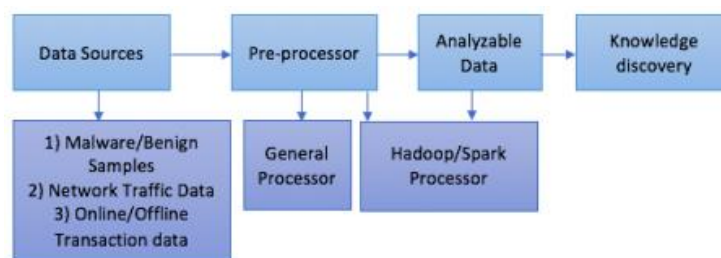 Data Sources
Pre-processor
Analyzable
Data
Knowledge
discovery
1) Malware/Benign
Samples
2) Network Traffic Data
3) Online/Offline
Transaction data
General
Processor
Hadoop/Spark
Processor